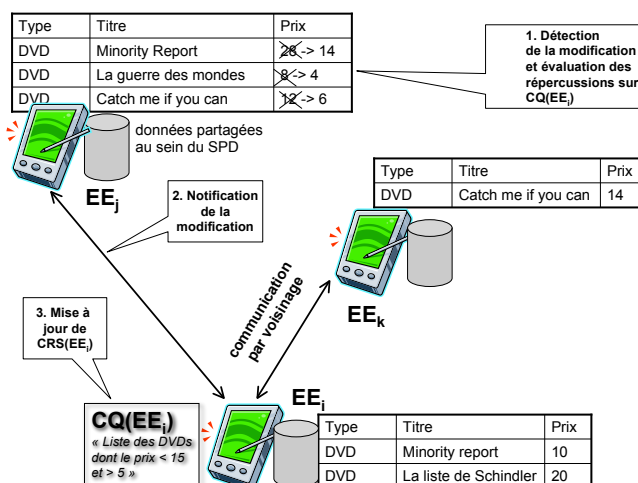 Type Titre Prix
DVD Minority Report 28 -> 14
DVD La guerre des mondes 8 -> 4
DVD Catch me if you can 12 -> 6
1. Détection
de la modification
et évaluation des
répercussions sur
CQ(EEi)
données partagées
au sein du SPD
EEj
2. Notification
de la
modification
Type Titre Prix
DVD Catch me if you can 14
EEk
communication
par voisinage
3. Mise à
jour de
CRS(EEi)
EEi
CQ(EEi)
« Liste des DVDs
dont le prix < 15
et > 5 »
Type Titre Prix
DVD Minority report 10
DVD La liste de Schindler 20